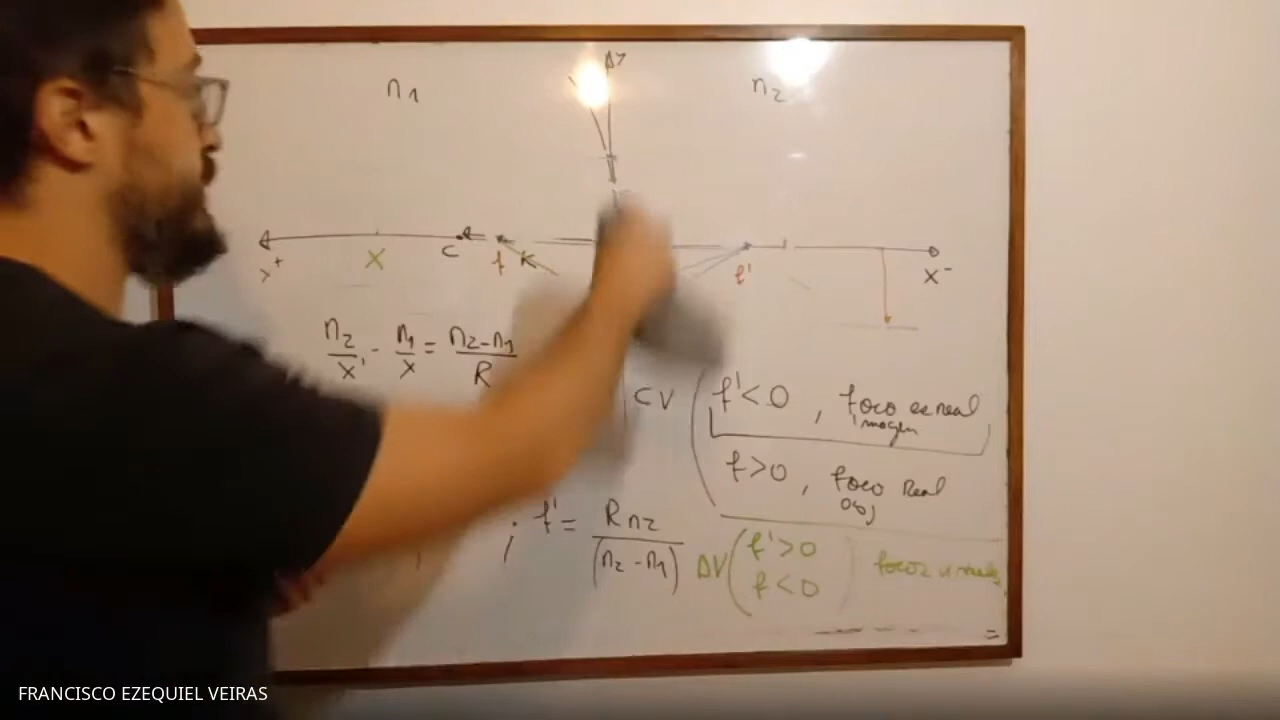 n₁ n₂
x⁺ x c f f' x⁻
n₂/x' - n₁/x = (n₂-n₁)/R
CV f'<0, foco es real
imagen
f>0, foco Real
obj
; f' = R n₂/(n₂-n₁)
f'>0
f<0
FRANCISCO EZEQUIEL VEIRAS